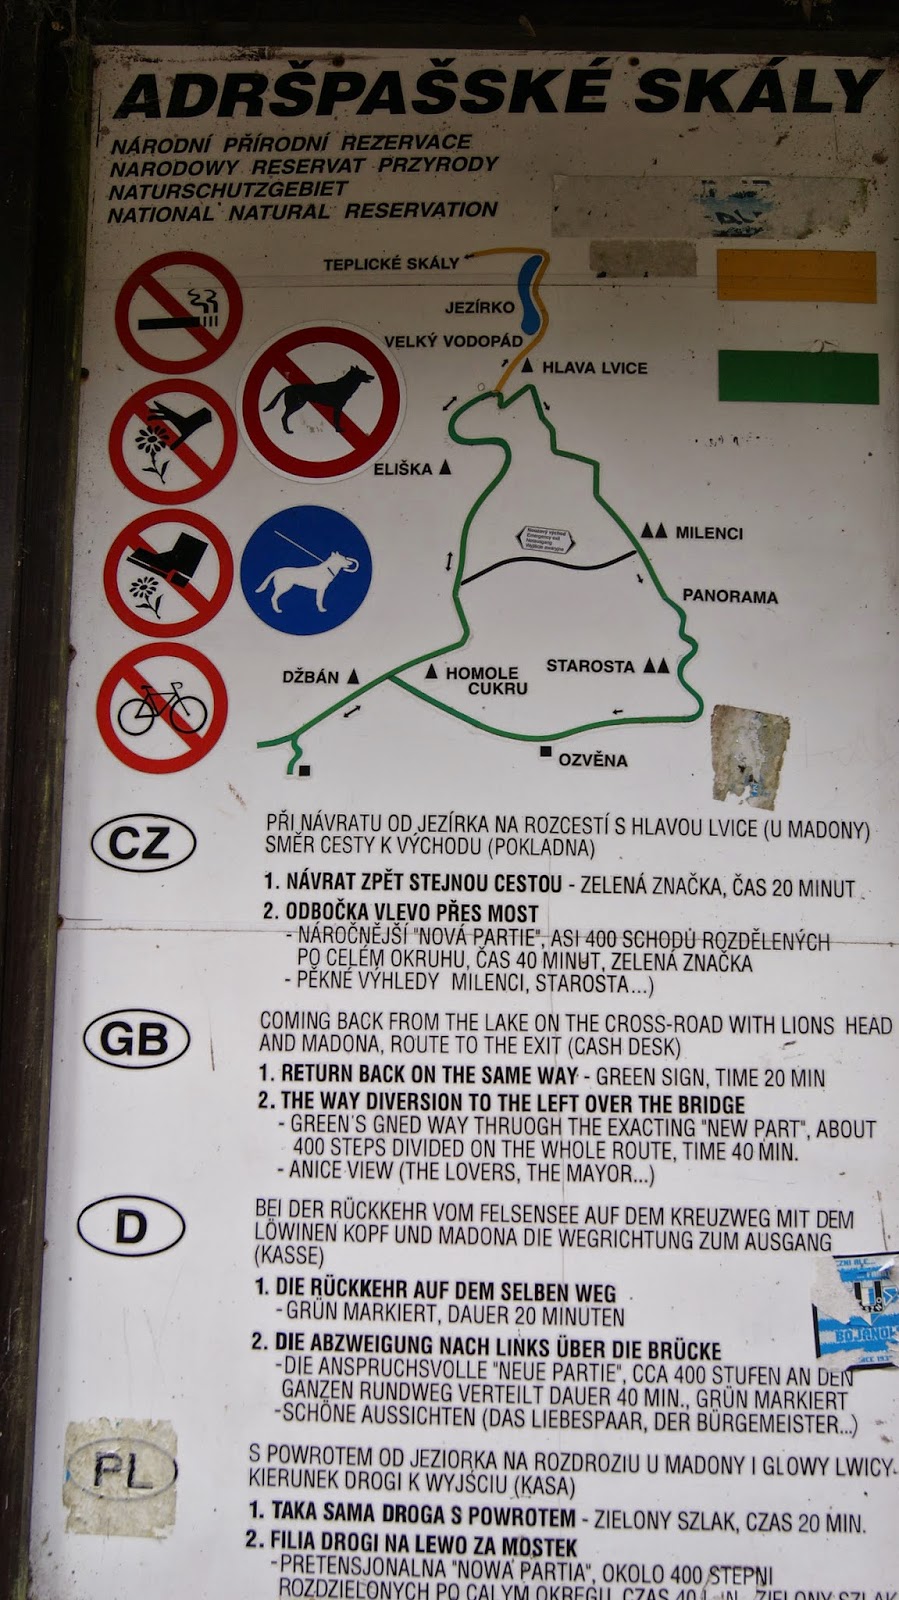 ADRŠPAŠSKÉ SKÁLY
NÁRODNÍ PŘÍRODNÍ REZERVACE
NARODOWY RESERVAT PRZYRODY
NATURSCHUTZGEBIET
NATIONAL NATURAL RESERVATION
TEPLICKÉ SKÁLY
JEZÍRKO
VELKÝ VODOPÁD
HLAVA LVICE
ELIŠKA
MILENCI
PANORAMA
STAROSTA
DŽBÁN
HOMOLE
CUKRU
OZVĚNA
CZ
PŘI NÁVRATU OD JEZÍRKA NA ROZCESTÍ S HLAVOU LVICE (U MADONY)
SMĚR CESTY K VÝCHODU (POKLADNA)
1. NÁVRAT ZPĚT STEJNOU CESTOU - ZELENÁ ZNAČKA, ČAS 20 MINUT
2. ODBOČKA VLEVO PŘES MOST
- NÁROČNĚJŠÍ "NOVÁ PARTIE", ASI 400 SCHODŮ ROZDĚLENÝCH
PO CELÉM OKRUHU, ČAS 40 MINUT, ZELENÁ ZNAČKA
- PĚKNÉ VÝHLEDY MILENCI, STAROSTA...)
GB
COMING BACK FROM THE LAKE ON THE CROSS-ROAD WITH LIONS HEAD
AND MADONA, ROUTE TO THE EXIT (CASH DESK)
1. RETURN BACK ON THE SAME WAY - GREEN SIGN, TIME 20 MIN
2. THE WAY DIVERSION TO THE LEFT OVER THE BRIDGE
- GREEN'S GNED WAY THRUOGH THE EXACTING "NEW PART", ABOUT
400 STEPS DIVIDED ON THE WHOLE ROUTE, TIME 40 MIN.
- ANICE VIEW (THE LOVERS, THE MAYOR...)
D
BEI DER RÜCKKEHR VOM FELSENSEE AUF DEM KREUZWEG MIT DEM
LÖWINEN KOPF UND MADONA DIE WEGRICHTUNG ZUM AUSGANG
(KASSE)
1. DIE RÜCKKEHR AUF DEM SELBEN WEG
- GRÜN MARKIERT, DAUER 20 MINUTEN
2. DIE ABZWEIGUNG NACH LINKS ÜBER DIE BRÜCKE
-DIE ANSPRUCHSVOLLE "NEUE PARTIE", CCA 400 STUFEN AN DEN
GANZEN RUNDWEG VERTEILT DAUER 40 MIN., GRÜN MARKIERT
-SCHÖNE AUSSICHTEN (DAS LIEBESPAAR, DER BÜRGEMEISTER...)
PL
S POWROTEM OD JEZIORKA NA ROZDROZIU U MADONY I GLOWY LWICY-
KIERUNEK DROGI K WYJŚCIU (KASA)
1. TAKA SAMA DROGA S POWROTEM - ZIELONY SZLAK, CZAS 20 MIN.
2. FILIA DROGI NA LEWO ZA MOSTEK
-PRETENSJONALNA "NOWA PARTIA", OKOLO 400 STEPNI
ROZDZIELONYCH PO CALYM OKREGU, CZAS 40 ZIELONY SZLAK